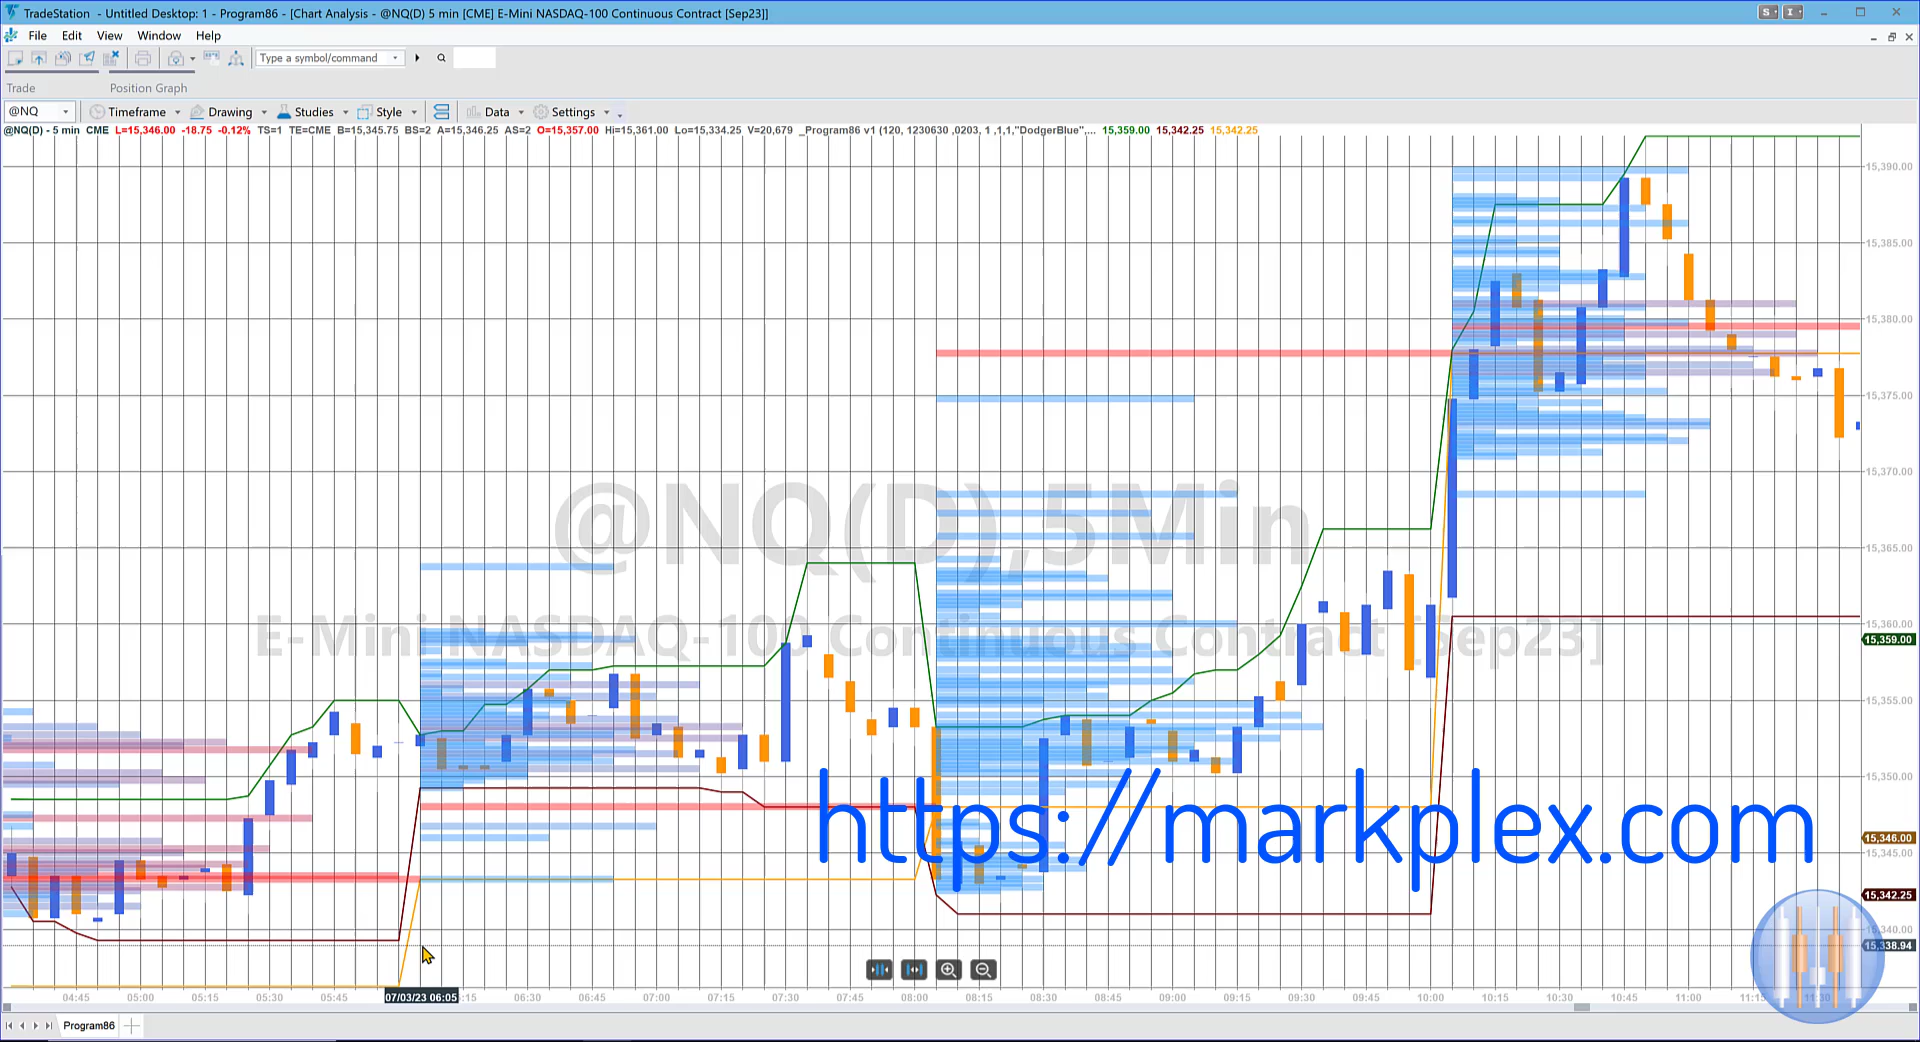 TradeStation - Untitled Desktop: 1 - Program86 - [Chart Analysis - @NQ(D) 5 min [CME] E-Mini NASDAQ-100 Continuous Contract [Sep23]]
S I
File Edit View Window Help
Type a symbol/command
Trade Position Graph
@NQ Timeframe Drawing Studies Style Data Settings
@NQ(D) - 5 min CME L=15,346.00 -18.75 -0.12% TS=1 TE=CME B=15,345.75 BS=2 A=15,346.25 AS=2 O=15,357.00 Hi=15,361.00 Lo=15,334.25 V=20,679 _Program86 v1 (120, 1230630 ,0203, 1 ,1,1,"DodgerBlue",... 15,359.00 15,342.25 15,342.25
15,390.00
15,385.00
15,380.00
15,375.00
15,370.00
@NQ(D),5Min
15,365.00
15,360.00
E-Mini NASDAQ-100 Continuous Contract [Sep23]
15,359.00
15,355.00
15,350.00
https://markplex.com
15,346.00
15,345.00
15,342.25
15,340.00
15,338.94
04:45 05:00 05:15 05:30 05:45 07/03/23 06:05 :15 06:30 06:45 07:00 07:15 07:30 07:45 08:00 08:15 08:30 08:45 09:00 09:15 09:30 09:45 10:00 10:15 10:30 10:45 11:00 11:15 11:30
Program86